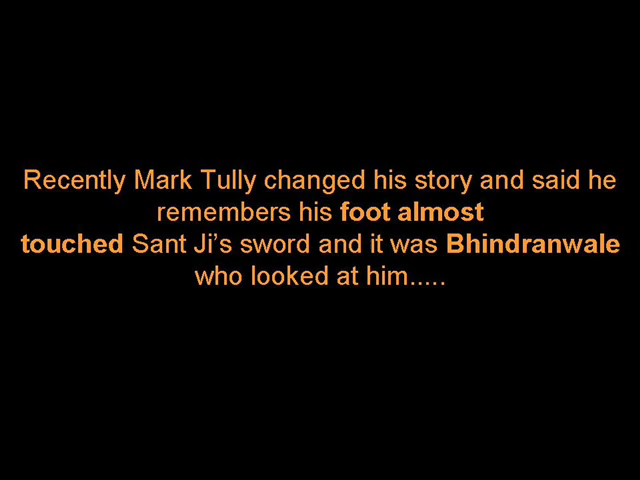 Recently Mark Tully changed his story and said he
remembers his foot almost
touched Sant Ji's sword and it was Bhindranwale
who looked at him.....